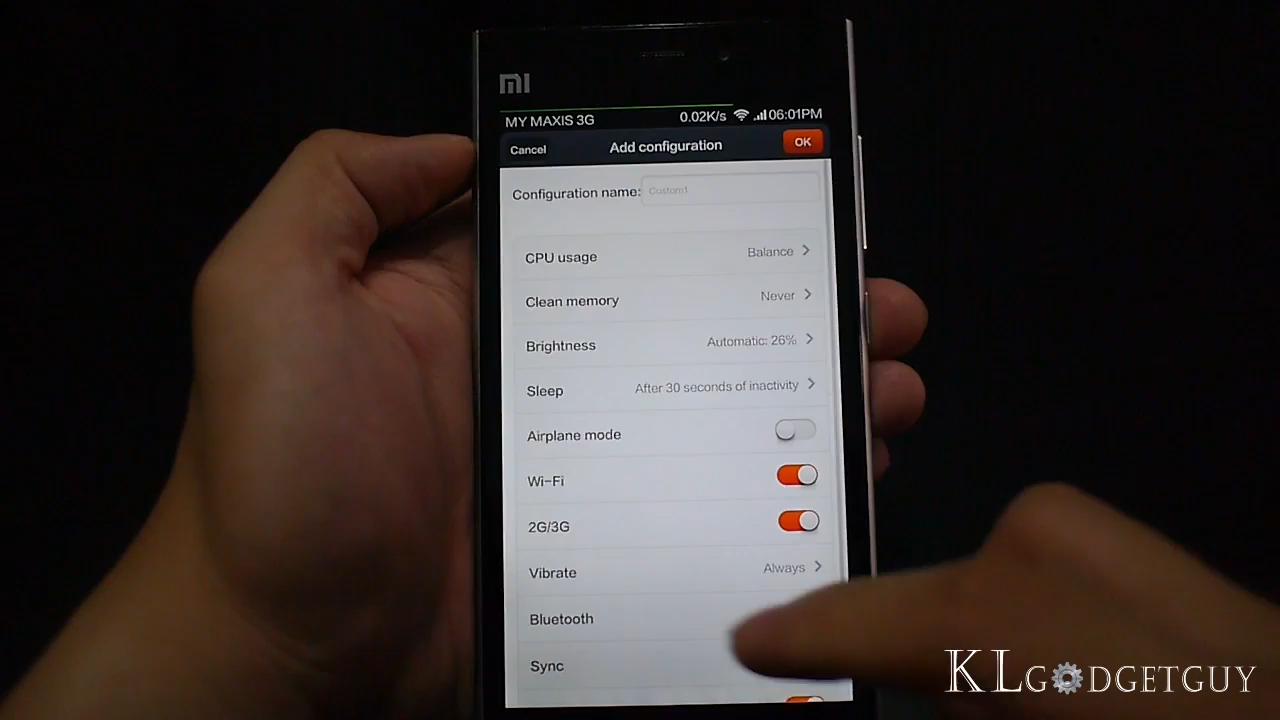 MI
MY MAXIS 3G 0.02K/s 06:01PM
Cancel Add configuration OK
Configuration name: Custom1
CPU usage Balance
Clean memory Never
Brightness Automatic: 26%
Sleep After 30 seconds of inactivity
Airplane mode
Wi-Fi
2G/3G
Vibrate Always
Bluetooth
Sync
KLGADGETGUY